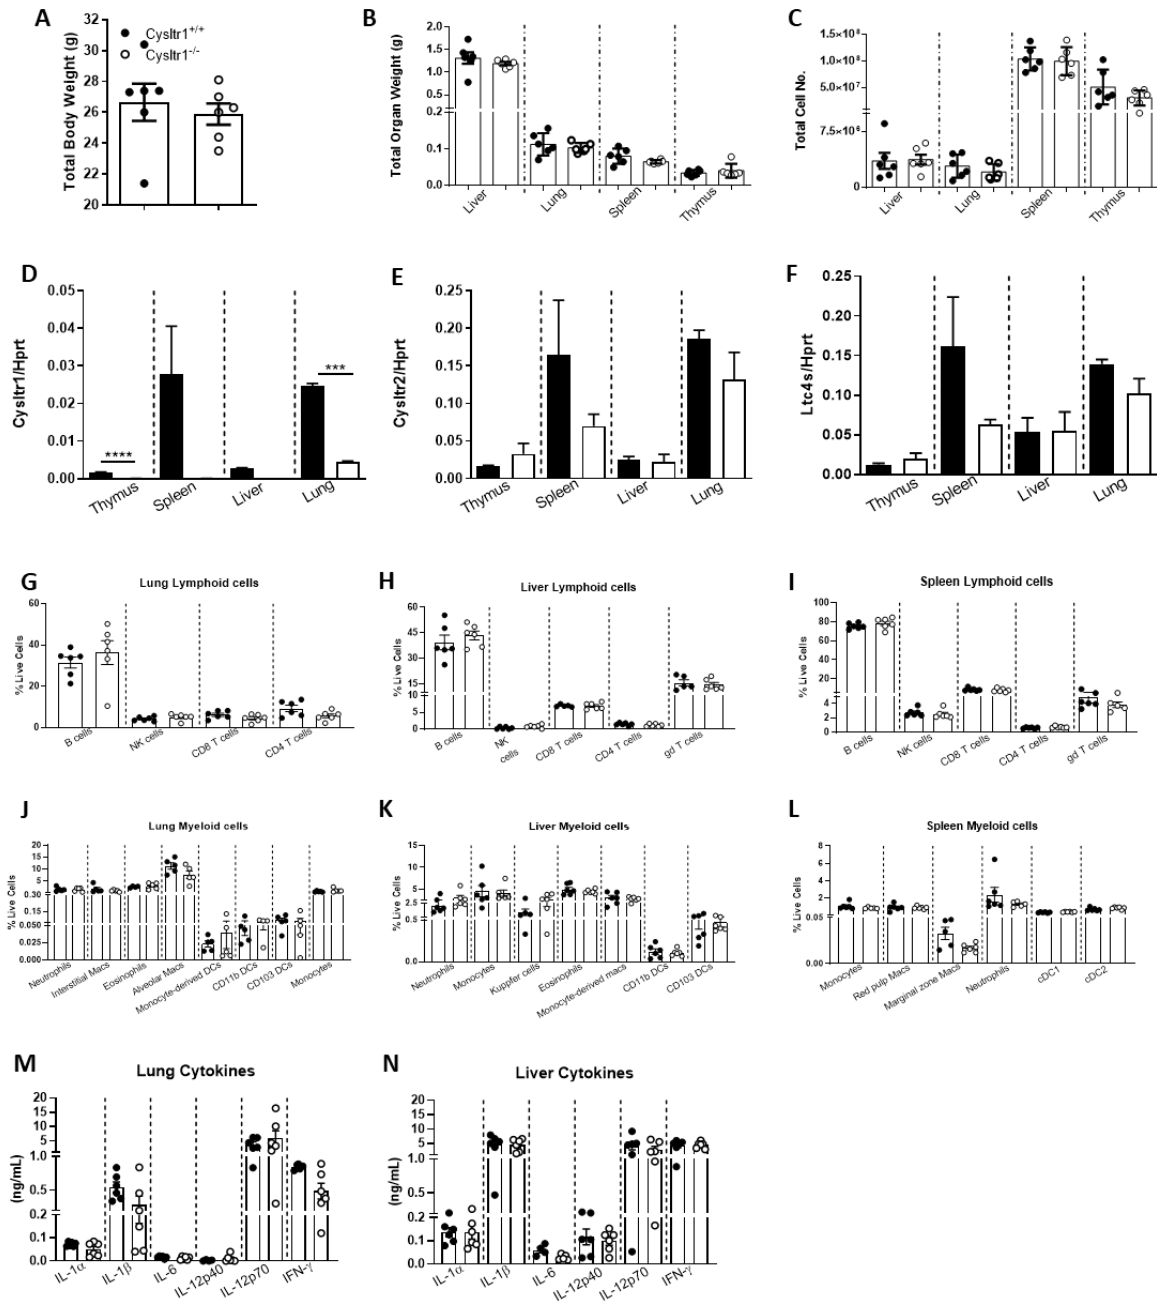 A
Total Body Weight (g)
32
30
28
26
24
22
20
Cysltr1+/+
Cysltr1-/-
B
Total Organ Weight (g)
2.0
1.5
1.0
0.5
0.2
0.1
0.0
Liver
Lung
Spleen
Thymus
C
Total Cell No.
1.5×10⁸
1.0×10⁸
5.0×10⁷
7.5×10⁶
0
Liver
Lung
Spleen
Thymus
D
Cysltr1/Hprt
0.05
0.04
0.03
0.02
0.01
0.00
****
***
Thymus
Spleen
Liver
Lung
E
Cysltr2/Hprt
0.25
0.20
0.15
0.10
0.05
0.00
Thymus
Spleen
Liver
Lung
F
Ltc4s/Hprt
0.25
0.20
0.15
0.10
0.05
0.00
Thymus
Spleen
Liver
Lung
G
Lung Lymphoid cells
% Live Cells
60
40
20
0
B cells
NK cells
CD8 T cells
CD4 T cells
H
Liver Lymphoid cells
% Live Cells
60
45
30
15
10
5
0
B cells
NK
cells
CD8 T cells
CD4 T cells
gd T cells
I
Spleen Lymphoid cells
% Live Cells
100
80
60
40
20
4
2
0
B cells
NK cells
CD8 T cells
CD4 T cells
gd T cells
J
Lung Myeloid cells
% Live Cells
20
15
10
5
0.30
0.15
0.050
0.025
0.000
Neutrophils
Interstitial Macs
Eosinophils
Alveolar Macs
Monocyte-derived DCs
CD11b DCs
CD103 DCs
Monocytes
K
Liver Myeloid cells
% Live Cells
15
10
5
2.5
0.5
0.0
Neutrophils
Monocytes
Kuppfer cells
Eosinophils
Monocyte-derived macs
CD11b DCs
CD103 DCs
L
Spleen Myeloid cells
% Live Cells
8
6
4
2
0.05
0.00
Monocytes
Red pulp Macs
Marginal zone Macs
Neutrophils
cDC1
cDC2
M
Lung Cytokines
(ng/mL)
20
15
10
5
1.0
0.5
0.2
0.1
0.0
IL-1α
IL-1β
IL-6
IL-12p40
IL-12p70
IFN-γ
N
Liver Cytokines
(ng/mL)
20
15
10
5
1.0
0.5
0.2
0.1
0.0
IL-1α
IL-1β
IL-6
IL-12p40
IL-12p70
IFN-γ